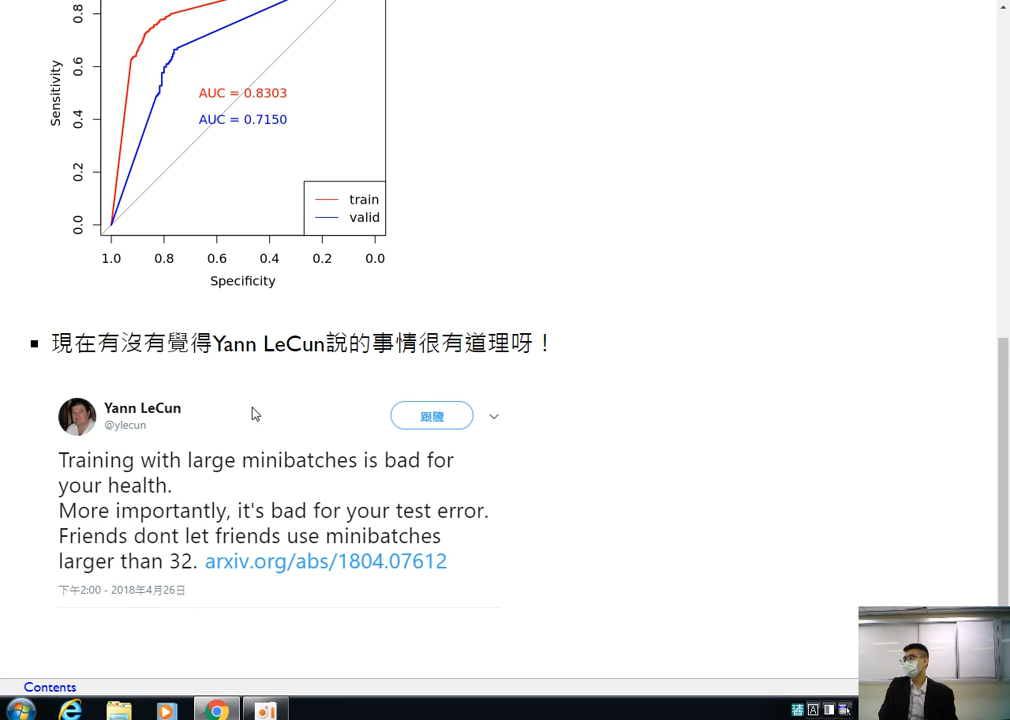 0.8
0.6
0.4
0.2
0.0
Sensitivity
AUC = 0.8303
AUC = 0.7150
train
valid
1.0 0.8 0.6 0.4 0.2 0.0
Specificity
現在有沒有覺得Yann LeCun說的事情很有道理呀！
Yann LeCun
@ylecun
跟隨
Training with large minibatches is bad for
your health.
More importantly, it's bad for your test error.
Friends dont let friends use minibatches
larger than 32. arxiv.org/abs/1804.07612
下午2:00 - 2018年4月26日
Contents